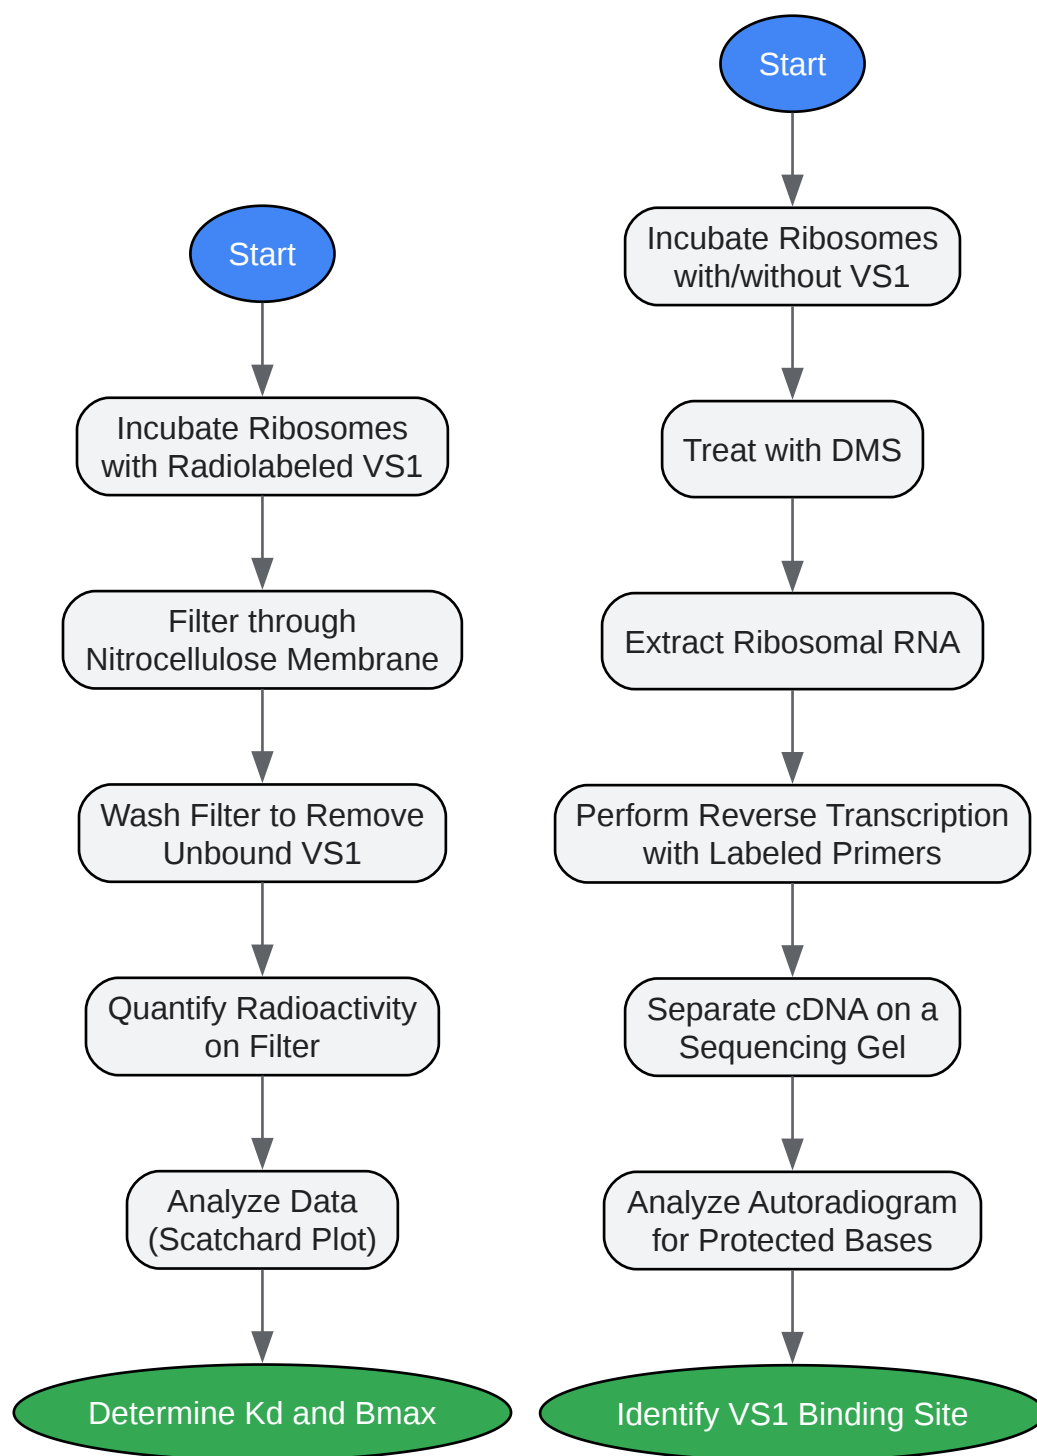 Start
Incubate Ribosomes
with Radiolabeled VS1
Filter through
Nitrocellulose Membrane
Wash Filter to Remove
Unbound VS1
Quantify Radioactivity
on Filter
Analyze Data
(Scatchard Plot)
Determine Kd and Bmax
Start
Incubate Ribosomes
with/without VS1
Treat with DMS
Extract Ribosomal RNA
Perform Reverse Transcription
with Labeled Primers
Separate cDNA on a
Sequencing Gel
Analyze Autoradiogram
for Protected Bases
Identify VS1 Binding Site